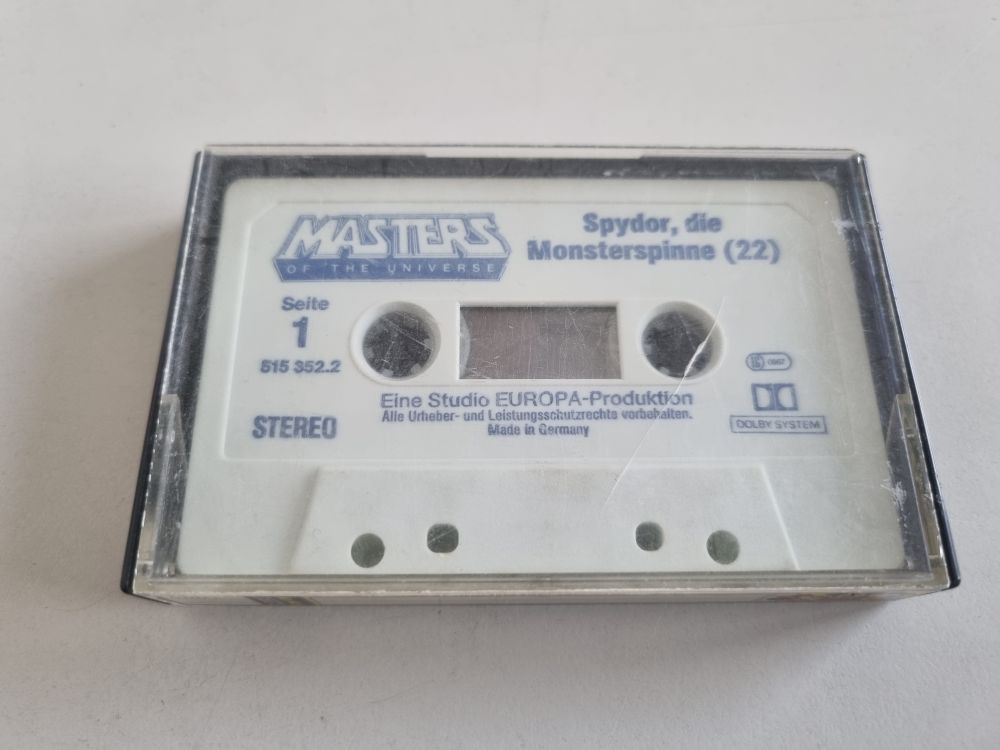 MASTERS
OF THE UNIVERSE
Spydor, die
Monsterspinne (22)
Seite
1
515 352.2
STEREO
Eine Studio EUROPA-Produktion
Alle Urheber- und Leistungsschutzrechte vorbehalten.
Made in Germany
DOLBY SYSTEM